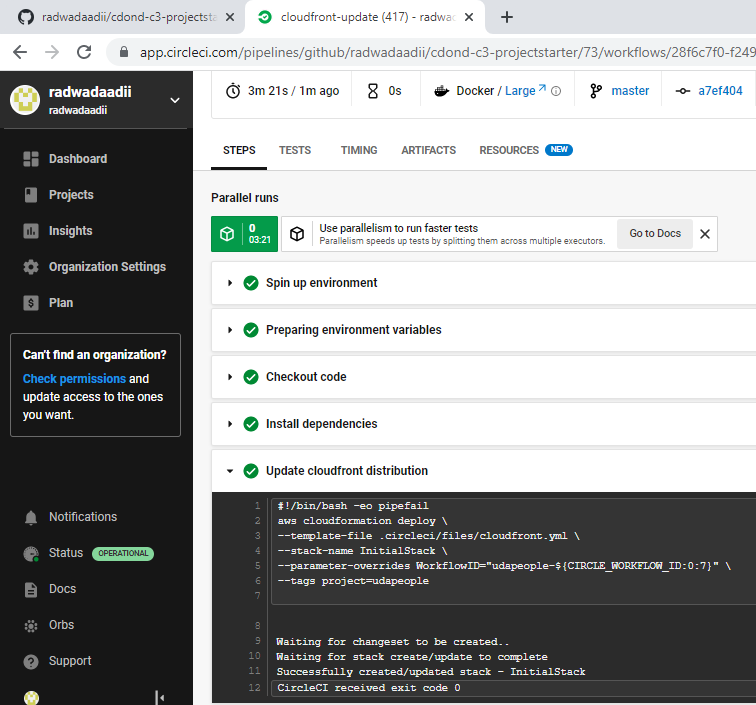 radwadaadii/cdond-c3-projectsta
cloudfront-update (417) - radwad
app.circleci.com/pipelines/github/radwadaadii/cdond-c3-projectstarter/73/workflows/28f6c7f0-f249
radwadaadii
radwadaadii
3m 21s / 1m ago
0s
Docker / Large
master
a7ef404
Dashboard
Projects
Insights
Organization Settings
Plan
Can't find an organization?
Check permissions and
update access to the ones
you want.
Notifications
Status OPERATIONAL
Docs
Orbs
Support
STEPS TESTS TIMING ARTIFACTS RESOURCES NEW
Parallel runs
0
03:21
Use parallelism to run faster tests
Parallelism speeds up tests by splitting them across multiple executors.
Go to Docs
Spin up environment
Preparing environment variables
Checkout code
Install dependencies
Update cloudfront distribution
1 #!/bin/bash -eo pipefail
2 aws cloudformation deploy \
3 --template-file .circleci/files/cloudfront.yml \
4 --stack-name InitialStack \
5 --parameter-overrides WorkflowID="udapeople-${CIRCLE_WORKFLOW_ID:0:7}" \
6 --tags project=udapeople
7
8
9 Waiting for changeset to be created..
10 Waiting for stack create/update to complete
11 Successfully created/updated stack - InitialStack
12 CircleCI received exit code 0